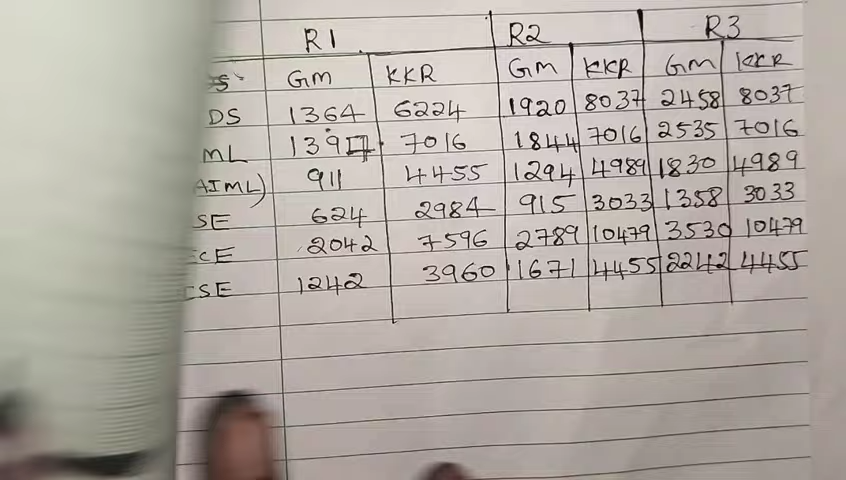 R1 R2 R3
GM KKR GM KKR GM KKR
DS 1364 6224 1920 8037 2458 8037
ML 1397 7016 1844 7016 2535 7016
AIML) 911 4455 1294 4989 1830 4989
SE 624 2984 915 3033 1358 3033
ECE 2042 7596 2789 10479 3530 10479
CSE 1242 3960 1671 4455 2242 4455